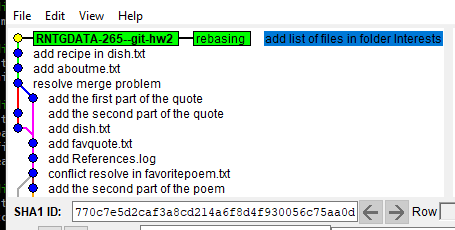 File Edit View Help
RNTGDATA-265--git-hw2 rebasing add list of files in folder Interests
add recipe in dish.txt
add aboutme.txt
resolve merge problem
add the first part of the quote
add the second part of the quote
add dish.txt
add favquote.txt
add References.log
conflict resolve in favoritepoem.txt
add the second part of the poem
SHA1 ID: 770c7e5d2caf3a8cd214a6f8d4f930056c75aa0d Row